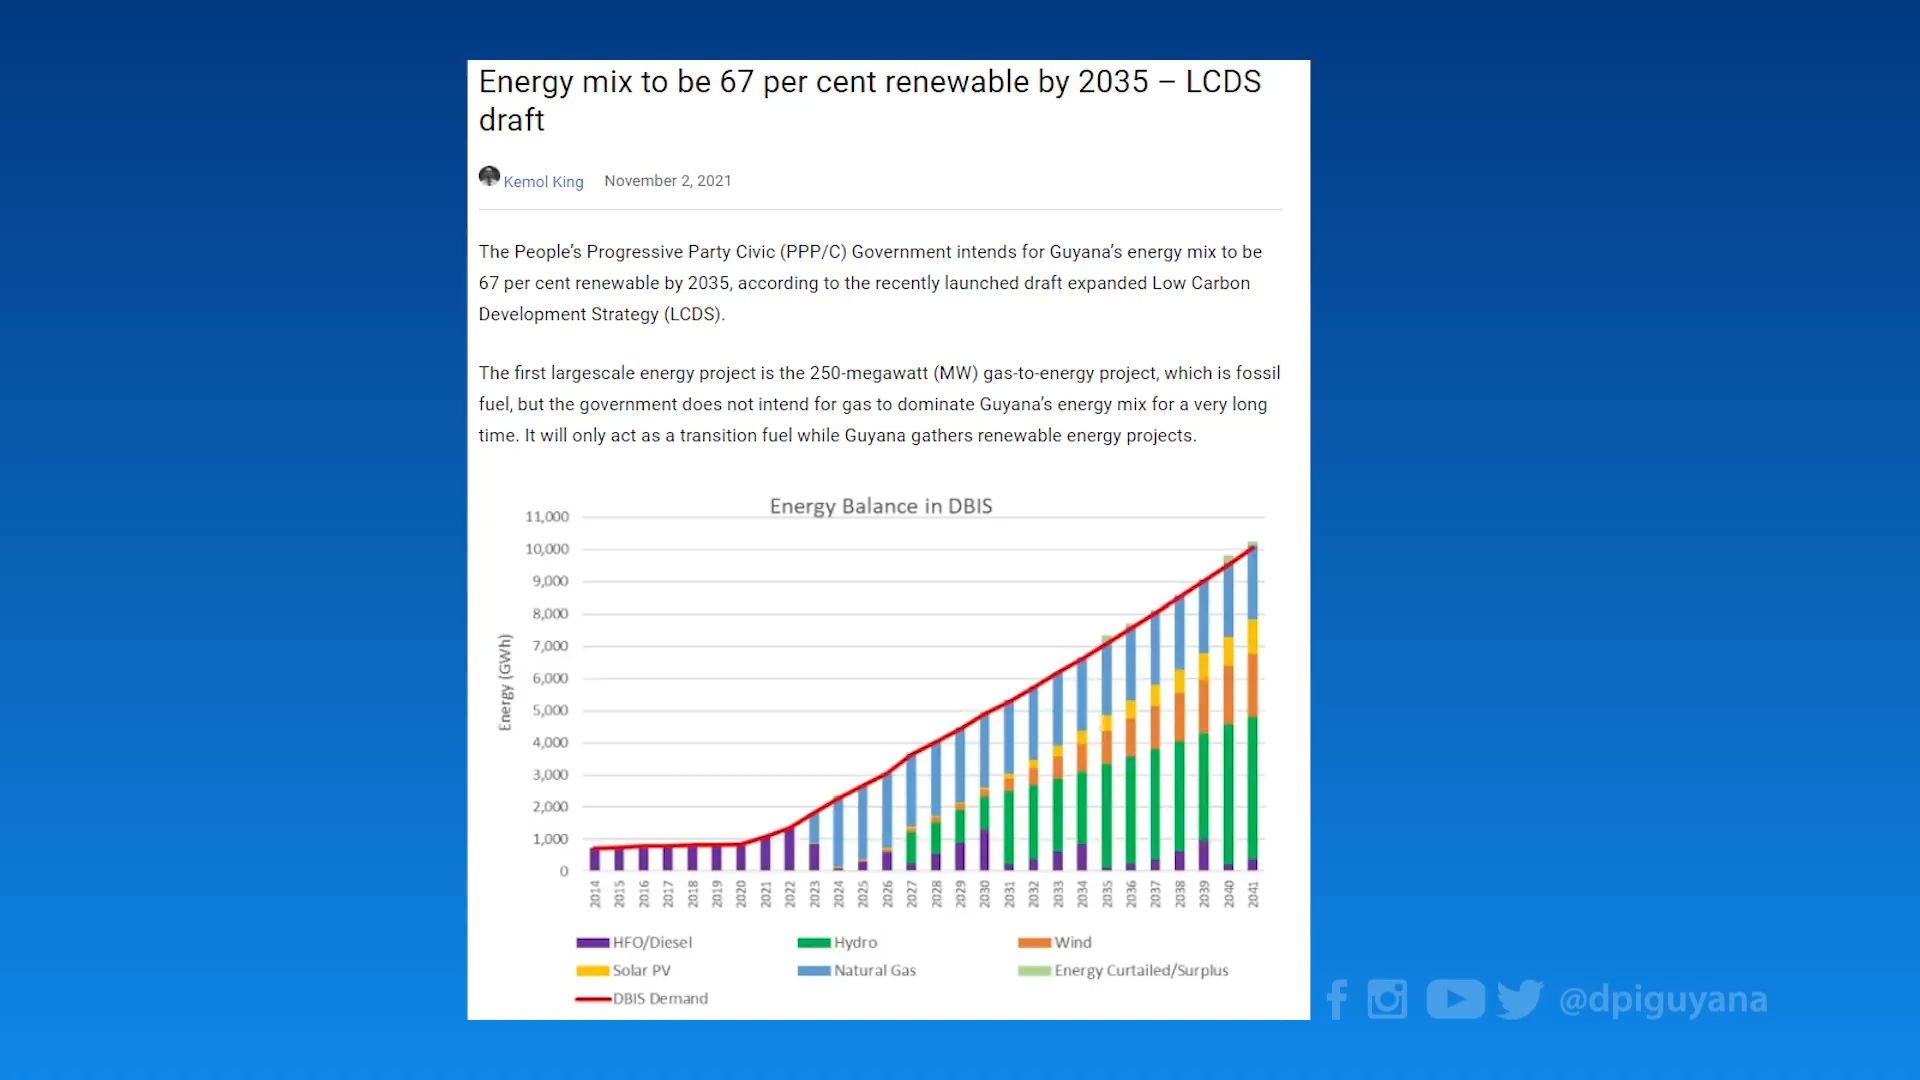 Energy mix to be 67 per cent renewable by 2035 – LCDS
draft
Kemol King November 2, 2021
The People’s Progressive Party Civic (PPP/C) Government intends for Guyana’s energy mix to be
67 per cent renewable by 2035, according to the recently launched draft expanded Low Carbon
Development Strategy (LCDS).
The first largescale energy project is the 250-megawatt (MW) gas-to-energy project, which is fossil
fuel, but the government does not intend for gas to dominate Guyana’s energy mix for a very long
time. It will only act as a transition fuel while Guyana gathers renewable energy projects.
Energy Balance in DBIS
Energy (GWh)
11,000
10,000
9,000
8,000
7,000
6,000
5,000
4,000
3,000
2,000
1,000
0
2014 2015 2016 2017 2018 2019 2020 2021 2022 2023 2024 2025 2026 2027 2028 2029 2030 2031 2032 2033 2034 2035 2036 2037 2038 2039 2040 2041
HFO/Diesel Hydro Wind
Solar PV Natural Gas Energy Curtailed/Surplus
DBIS Demand
@dpiguyana